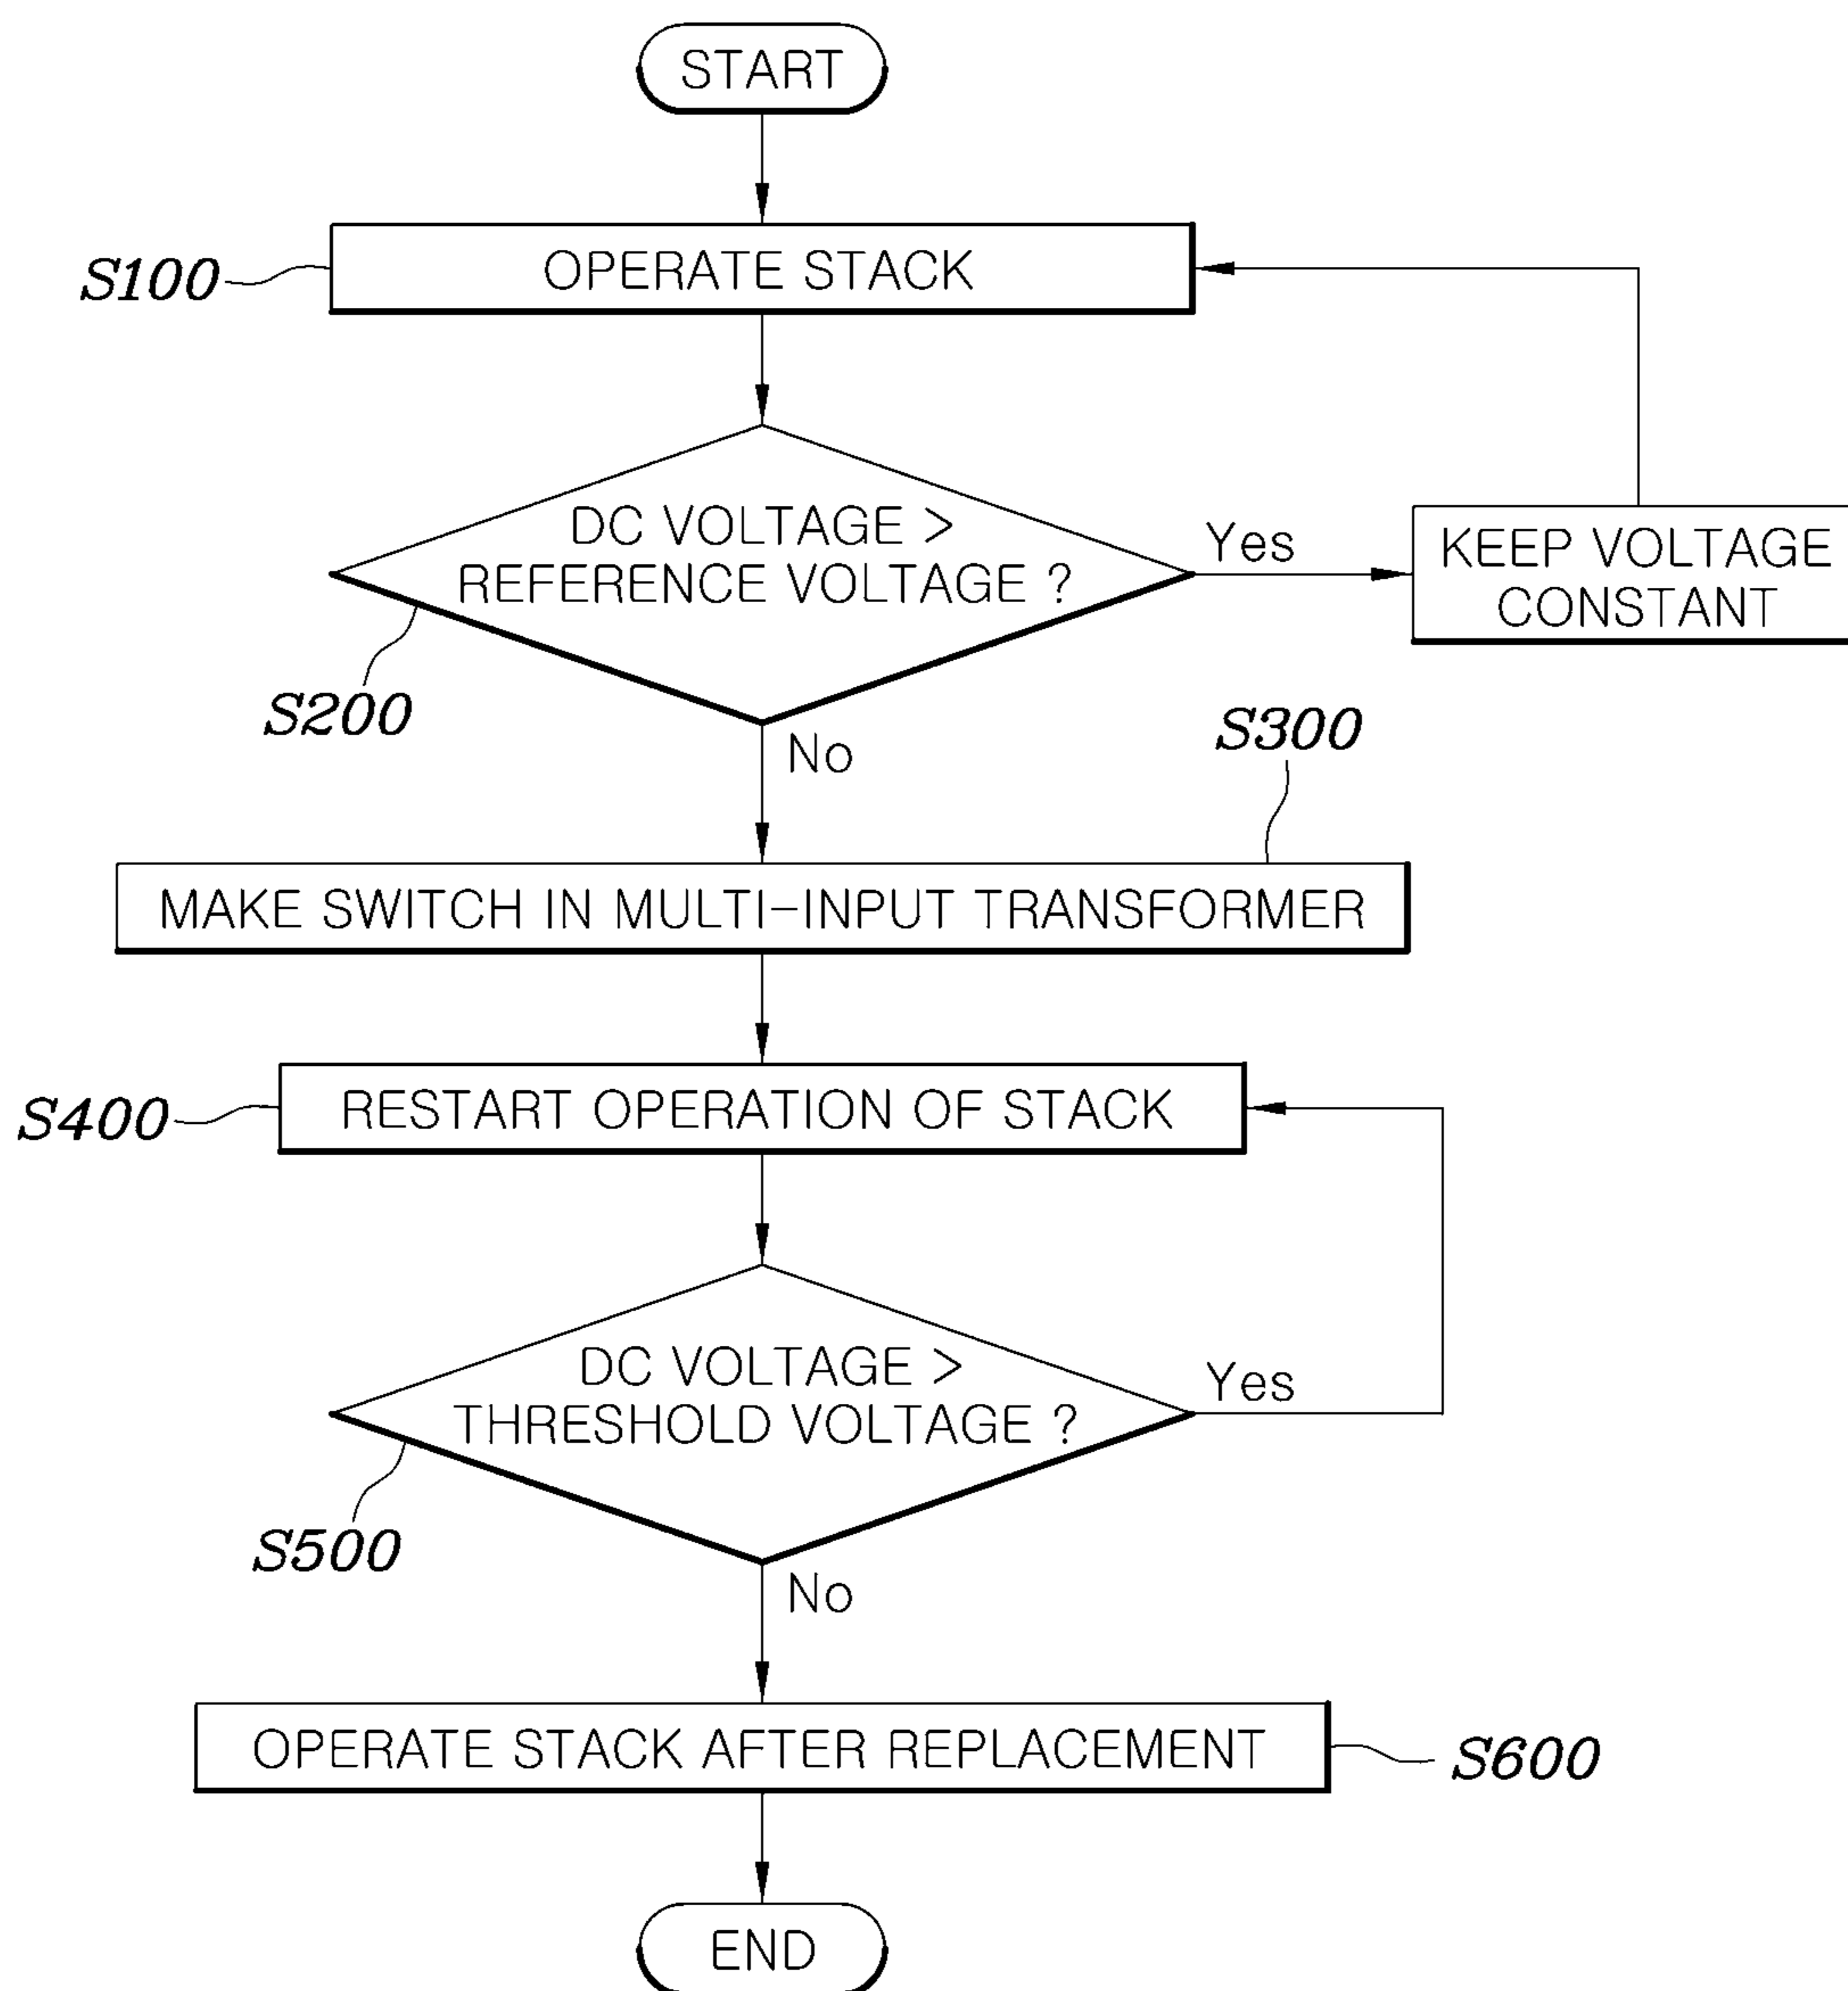 START
S100
OPERATE STACK
DC VOLTAGE >
REFERENCE VOLTAGE ?
Yes
KEEP VOLTAGE
CONSTANT
S200
No
S300
MAKE SWITCH IN MULTI-INPUT TRANSFORMER
S400
RESTART OPERATION OF STACK
DC VOLTAGE >
THRESHOLD VOLTAGE ?
Yes
S500
No
OPERATE STACK AFTER REPLACEMENT
S600
END